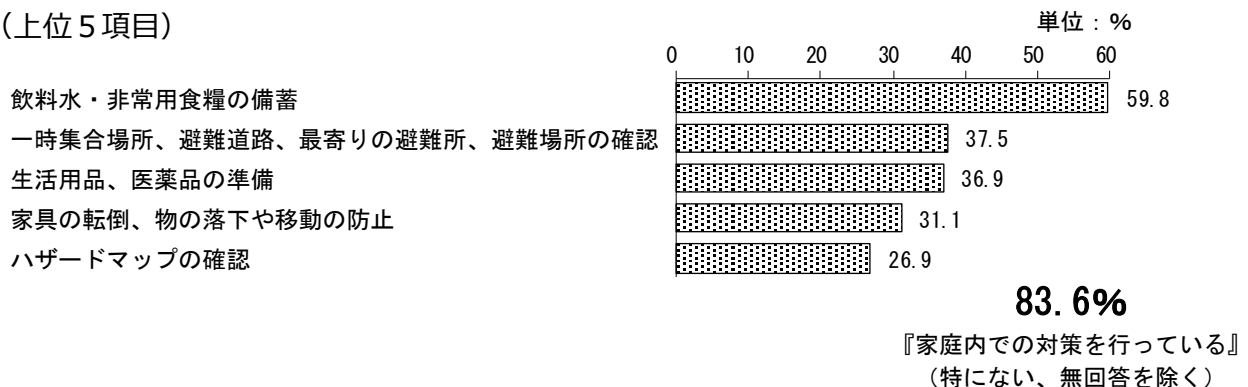 （上位５項目）
単位：%
0 10 20 30 40 50 60
飲料水・非常用食糧の備蓄 59.8
一時集合場所、避難道路、最寄りの避難所、避難場所の確認 37.5
生活用品、医薬品の準備 36.9
家具の転倒、物の落下や移動の防止 31.1
ハザードマップの確認 26.9
83.6%
『家庭内での対策を行っている』
（特にない、無回答を除く）